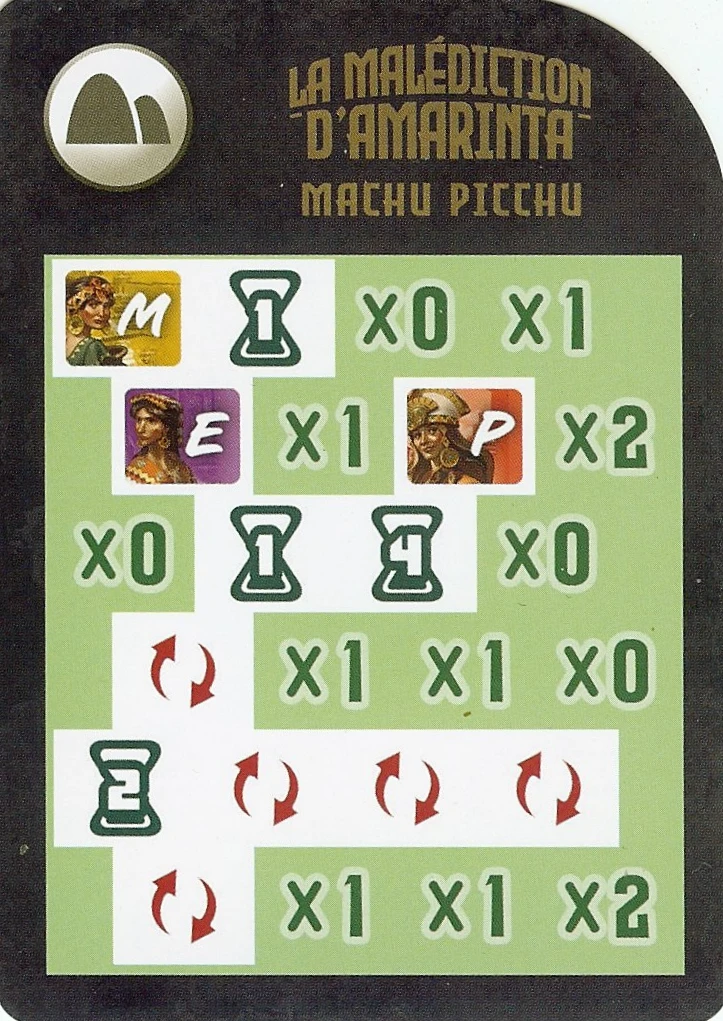 LA MALÉDICTION
D'AMARINTA
MACHU PICCHU
M 1 X0 X1
E X1 P X2
X0 1 4 X0
X1 X1 X0
2
X1 X1 X2